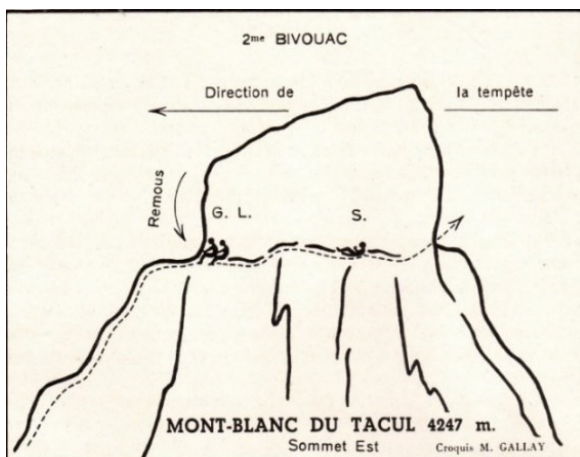 2me BIVOUAC
Direction de la tempête
Remous
G. L. S.
MONT-BLANC DU TACUL 4247 m.
Sommet Est
Croquis M. GALLAY